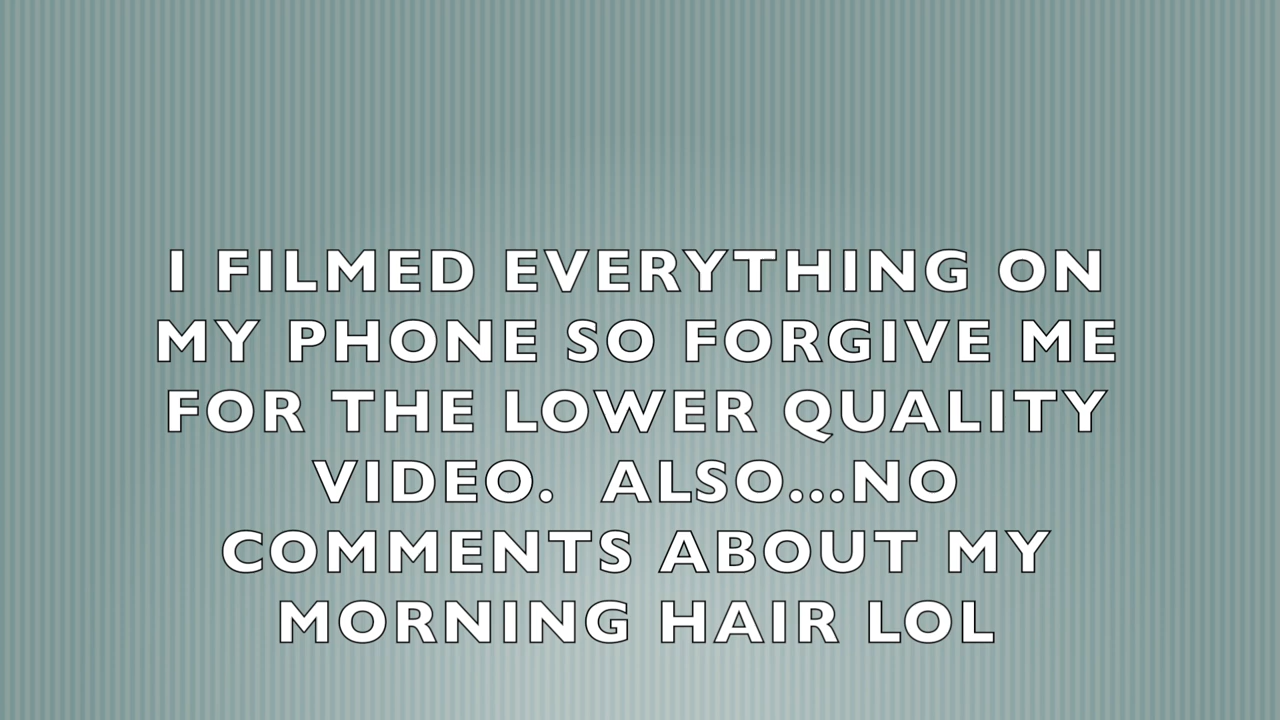 I FILMED EVERYTHING ON
MY PHONE SO FORGIVE ME
FOR THE LOWER QUALITY
VIDEO.  ALSO...NO
COMMENTS ABOUT MY
MORNING HAIR LOL